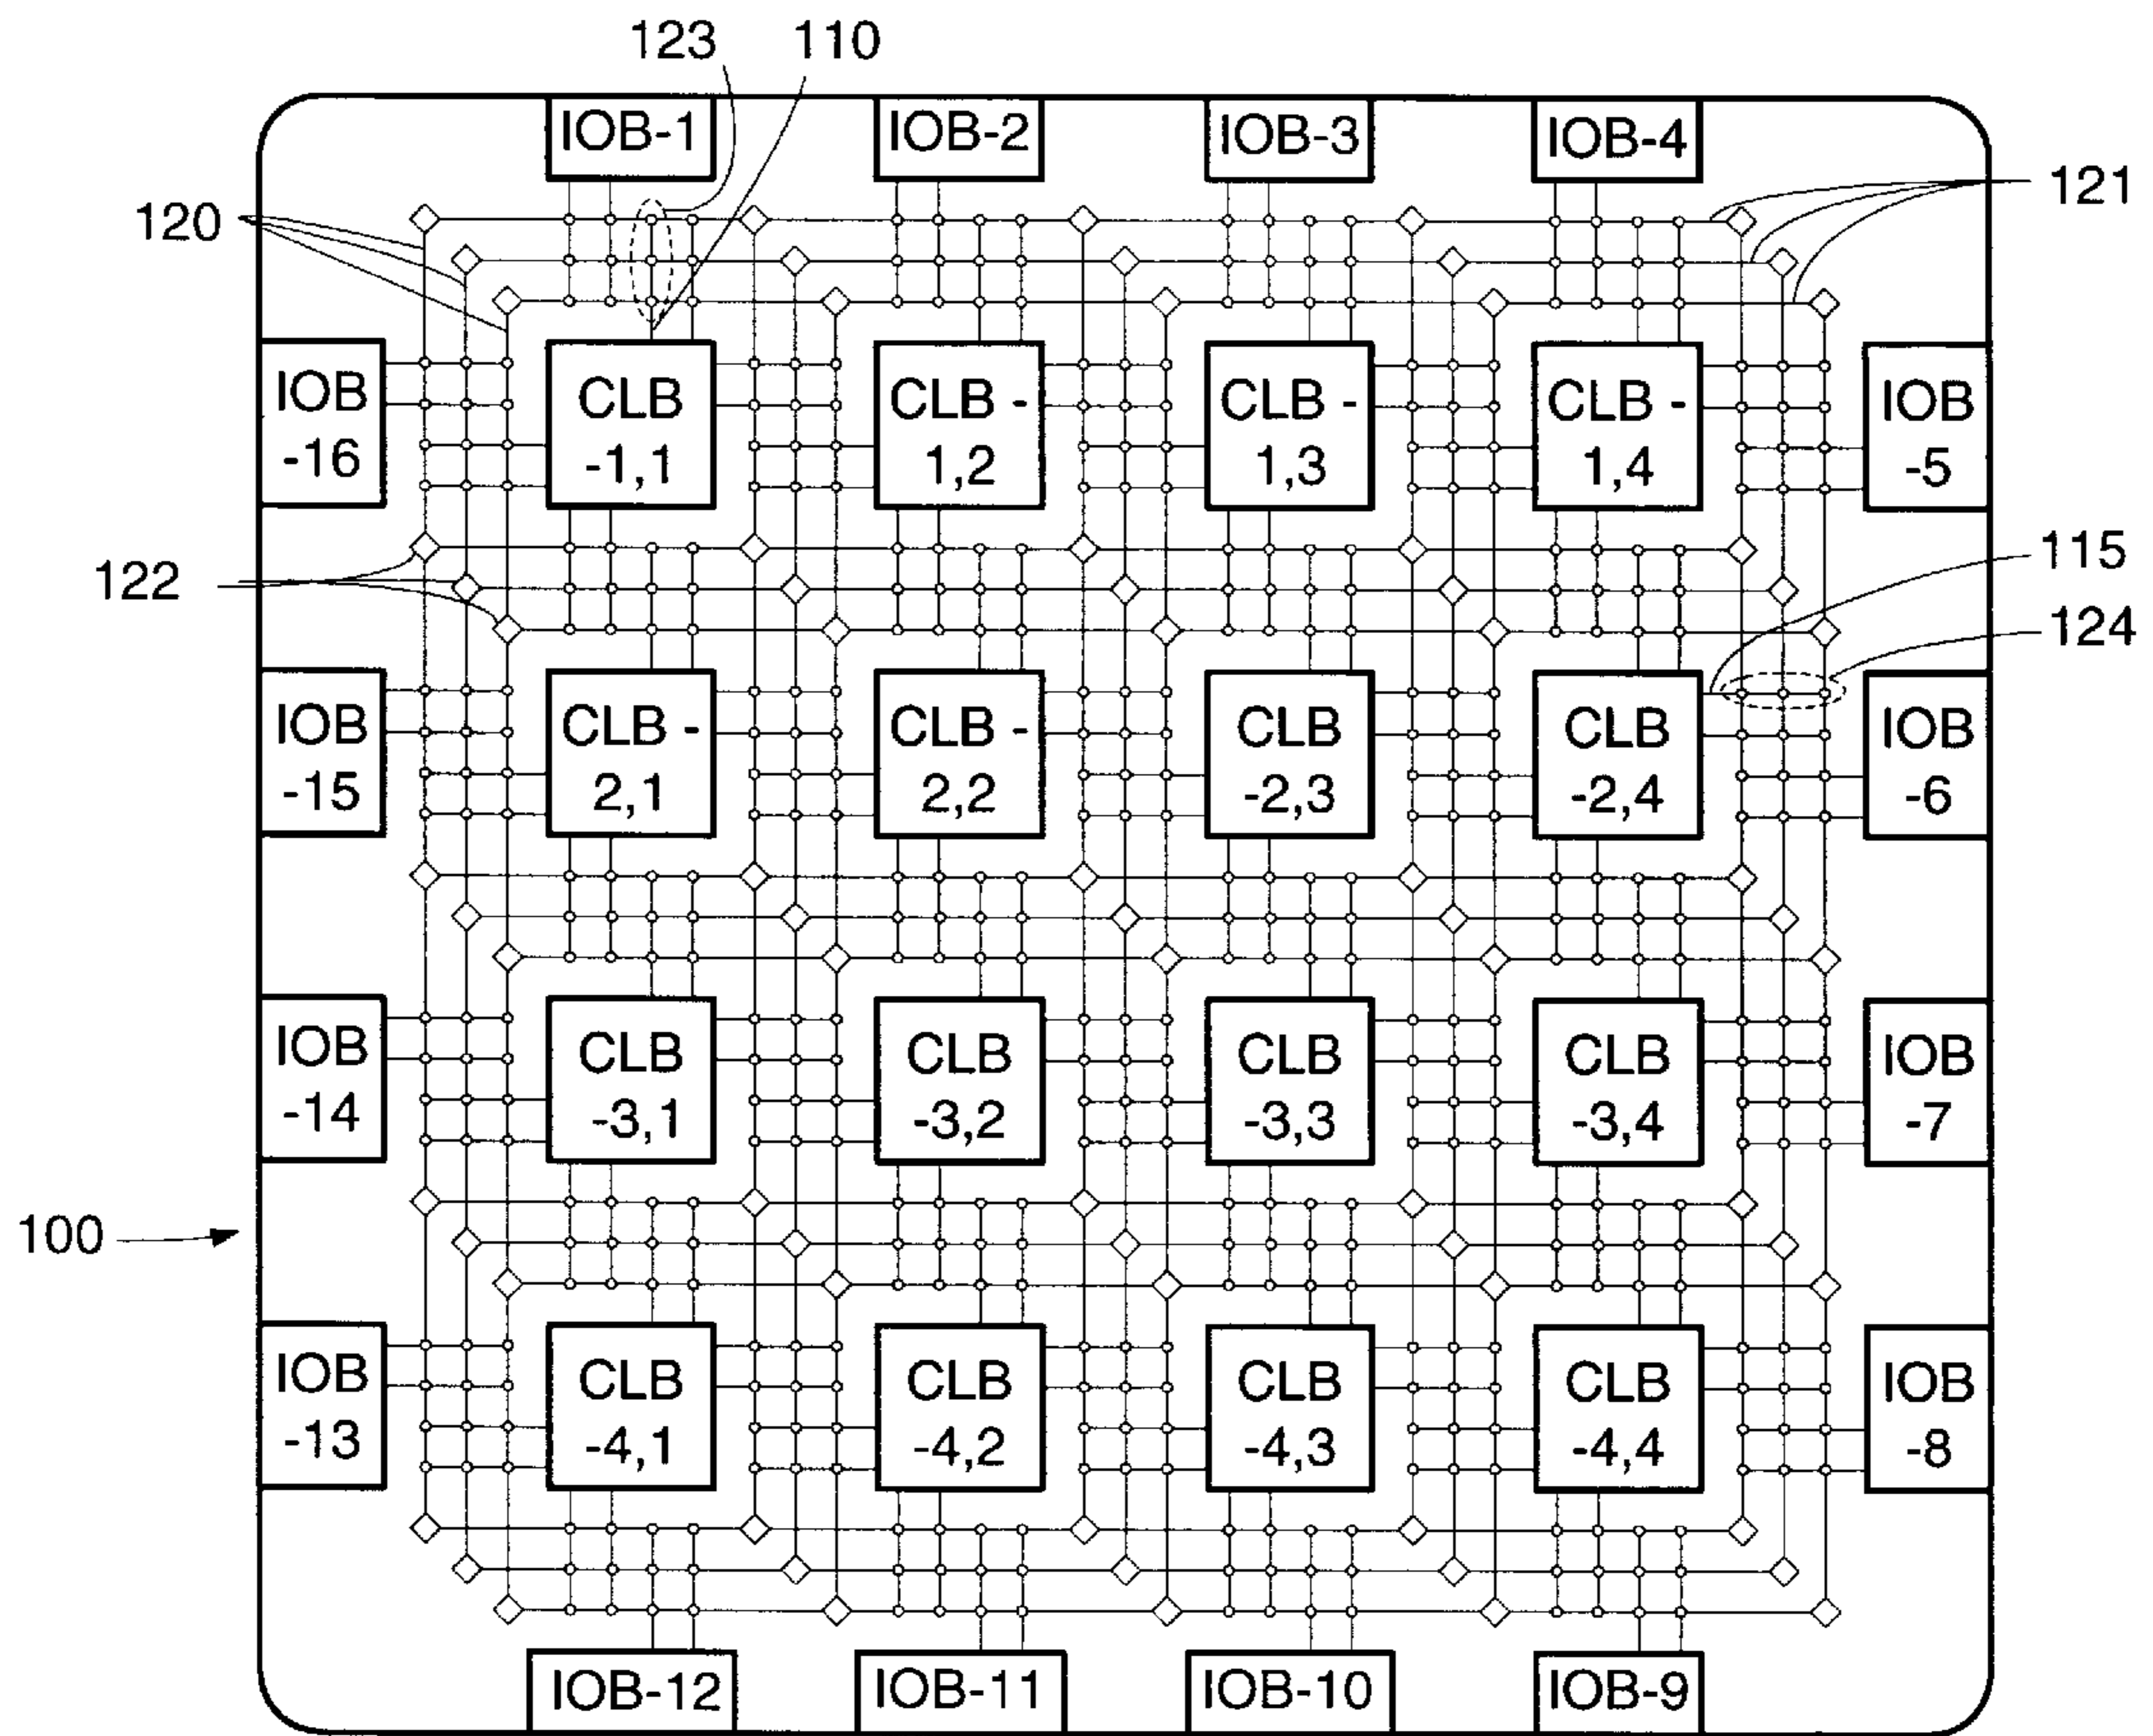 123 110
IOB-1 IOB-2 IOB-3 IOB-4
121
120
IOB
-16
CLB
-1,1
CLB -
1,2
CLB -
1,3
CLB -
1,4
IOB
-5
115
122
124
IOB
-15
CLB -
2,1
CLB -
2,2
CLB
-2,3
CLB
-2,4
IOB
-6
IOB
-14
CLB
-3,1
CLB
-3,2
CLB
-3,3
CLB
-3,4
IOB
-7
100
IOB
-13
CLB
-4,1
CLB
-4,2
CLB
-4,3
CLB
-4,4
IOB
-8
IOB-12 IOB-11 IOB-10 IOB-9